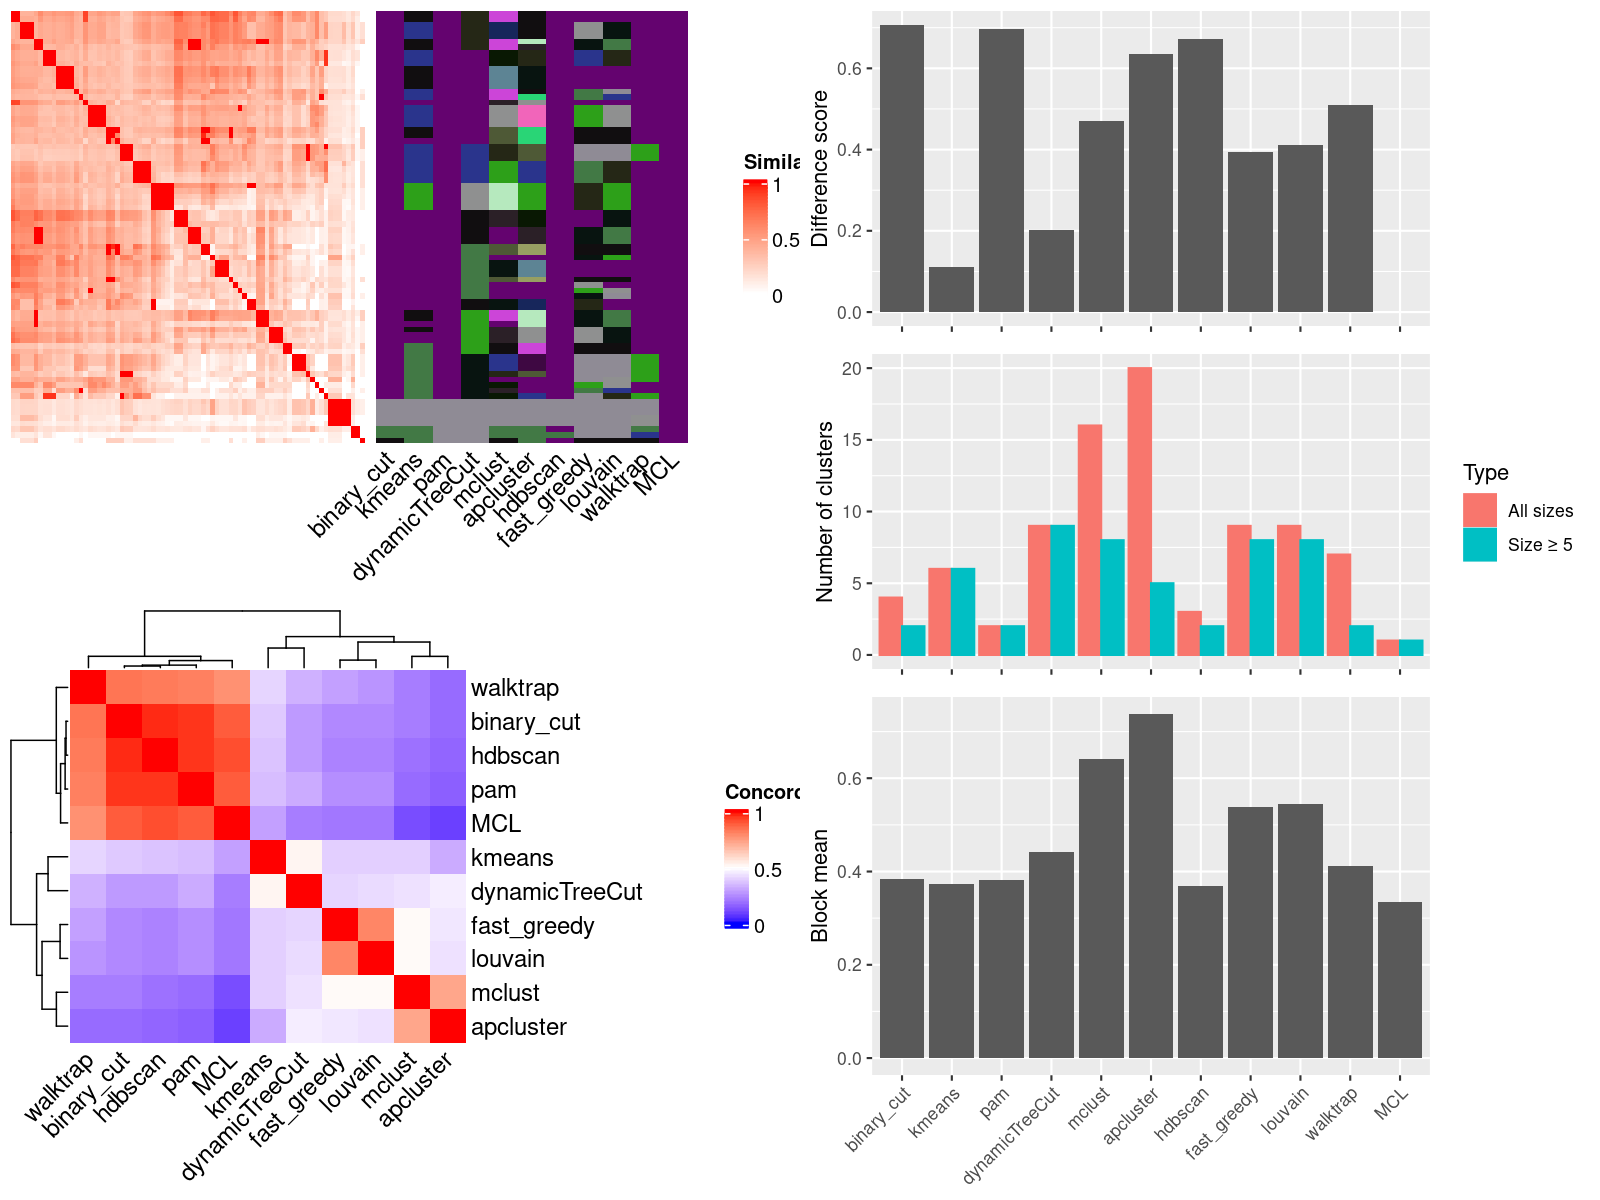 Simila
1
0.5
0
binary_cut
kmeans
pam
dynamicTreeCut
mclust
apcluster
hdbscan
fast_greedy
louvain
walktrap
MCL
walktrap
binary_cut
hdbscan
pam
MCL
kmeans
dynamicTreeCut
fast_greedy
louvain
mclust
apcluster
Concord
1
0.5
0
walktrap
binary_cut
hdbscan
pam
MCL
kmeans
dynamicTreeCut
fast_greedy
louvain
mclust
apcluster
Difference score
0.6
0.4
0.2
0.0
Number of clusters
20
15
10
5
0
Block mean
0.6
0.4
0.2
0.0
binary_cut
kmeans
pam
dynamicTreeCut
mclust
apcluster
hdbscan
fast_greedy
louvain
walktrap
MCL
Type
All sizes
Size ≥ 5